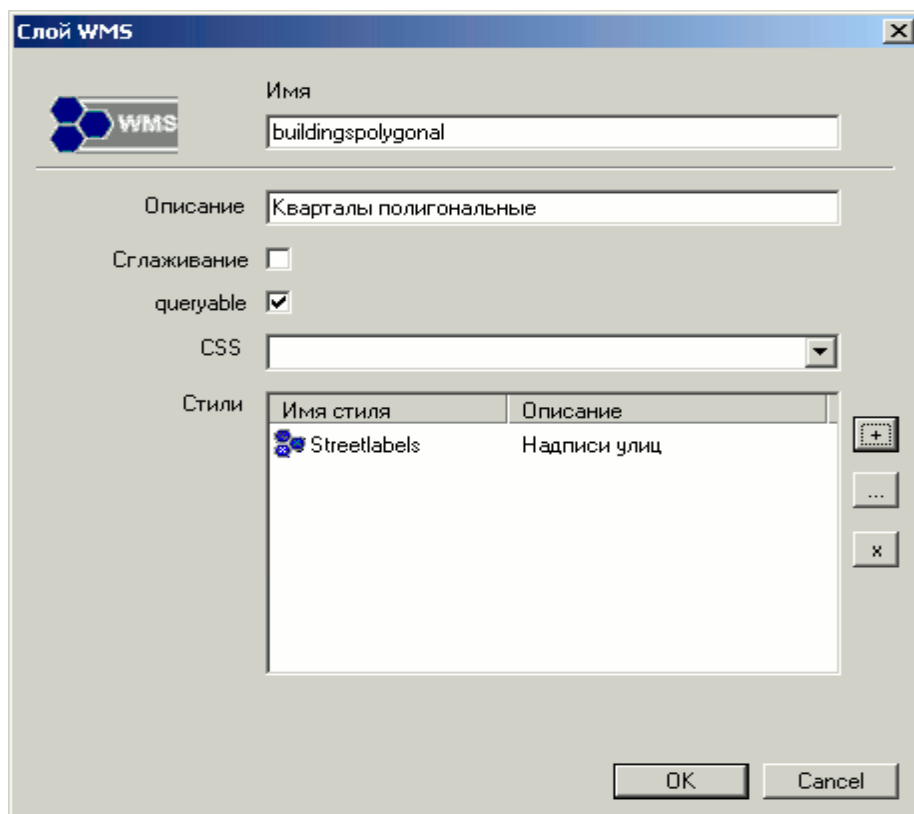 Слой WMS
WMS
Имя
buildingspolygonal
Описание Кварталы полигональные
Сглаживание
queryable
CSS
Стили Имя стиля Описание
Streetlabels Надписи улиц
+
...
x
OK Cancel